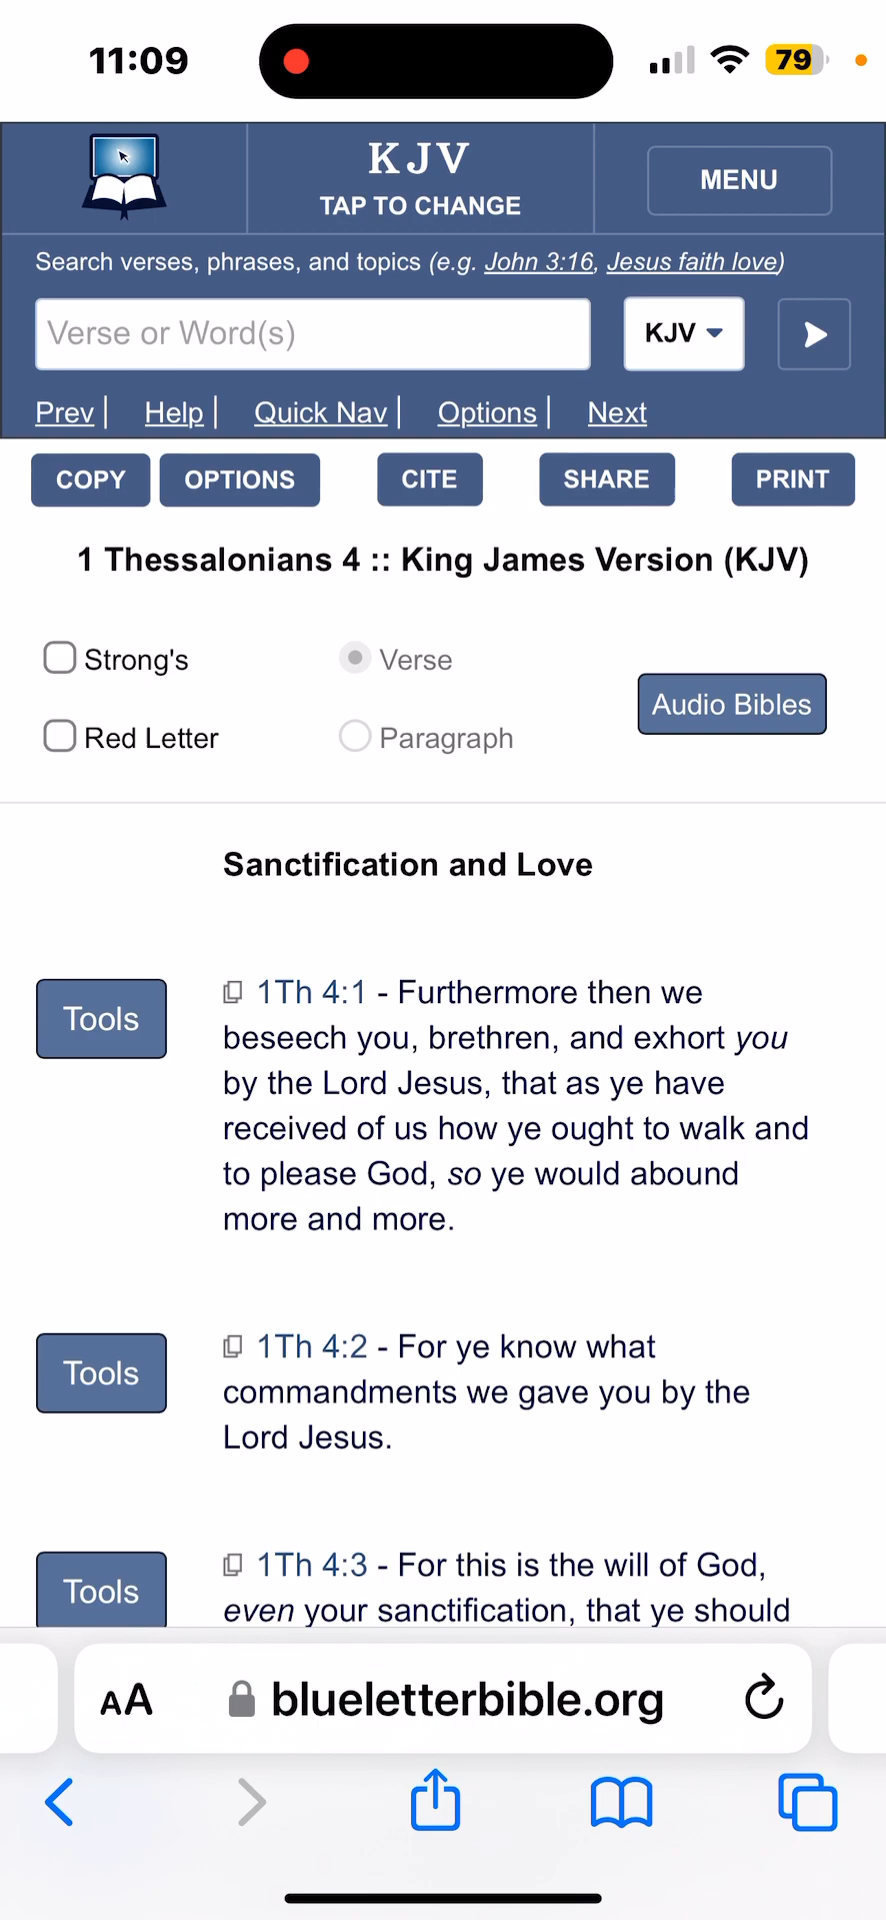 11:09
79
KJV
TAP TO CHANGE
MENU
Search verses, phrases, and topics (e.g. John 3:16, Jesus faith love)
Verse or Word(s)
KJV
Prev | Help | Quick Nav | Options | Next
COPY OPTIONS CITE SHARE PRINT
1 Thessalonians 4 :: King James Version (KJV)
Strong's Verse
Audio Bibles
Red Letter Paragraph
Sanctification and Love
Tools
1Th 4:1 - Furthermore then we
beseech you, brethren, and exhort you
by the Lord Jesus, that as ye have
received of us how ye ought to walk and
to please God, so ye would abound
more and more.
Tools
1Th 4:2 - For ye know what
commandments we gave you by the
Lord Jesus.
Tools
1Th 4:3 - For this is the will of God,
even your sanctification, that ye should
AA blueletterbible.org